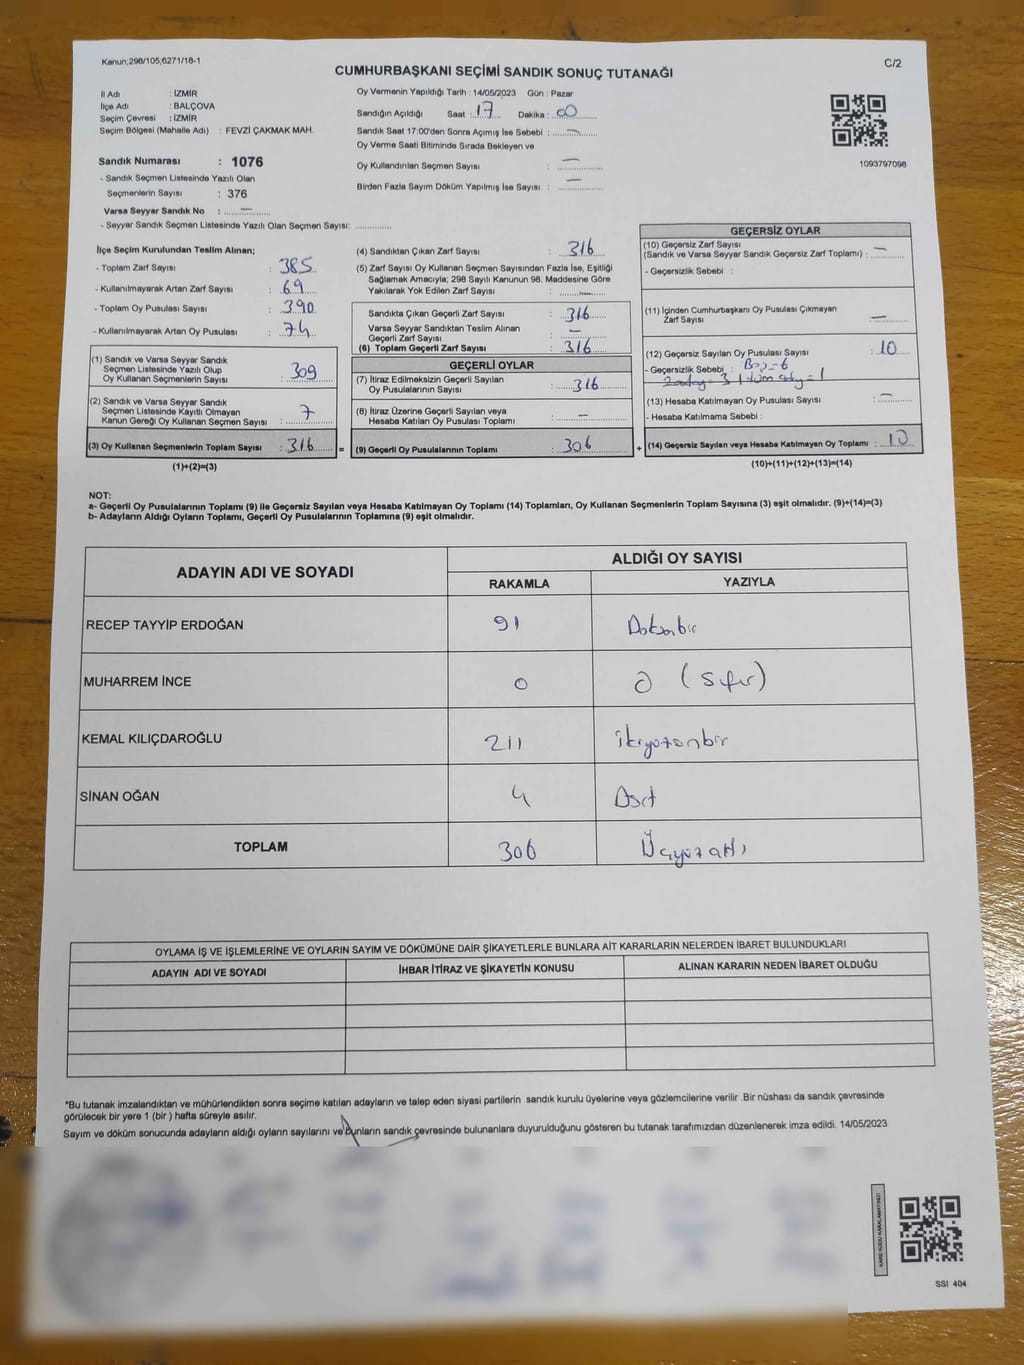 Kanun;298/105,6271/18-1
C/2
CUMHURBAŞKANI SEÇİMİ SANDIK SONUÇ TUTANAĞI
İl Adı : İZMİR
İlçe Adı : BALÇOVA
Seçim Çevresi : İZMİR
Seçim Bölgesi (Mahalle Adı) : FEVZİ ÇAKMAK MAH.
Sandık Numarası : 1076
- Sandık Seçmen Listesinde Yazılı Olan
Seçmenlerin Sayısı : 376
Varsa Seyyar Sandık No : —
- Seyyar Sandık Seçmen Listesinde Yazılı Olan Seçmen Sayısı: ............
Oy Vermenin Yapıldığı Tarih : 14/05/2023 Gün : Pazar
Sandığın Açıldığı Saat : 17 Dakika : 00
Sandık Saat 17:00'den Sonra Açımış İse Sebebi : —
Oy Verme Saati Bitiminde Sırada Bekleyen ve
Oy Kullandırılan Seçmen Sayısı : —
Birden Fazla Sayım Döküm Yapılmış İse Sayısı : —
1093797098
İlçe Seçim Kurulundan Teslim Alınan;
- Toplam Zarf Sayısı : 385
- Kullanılmayarak Artan Zarf Sayısı : 69
- Toplam Oy Pusulası Sayısı : 390
- Kullanılmayarak Artan Oy Pusulası : 74
(1) Sandık ve Varsa Seyyar Sandık
Seçmen Listesinde Yazılı Olup
Oy Kullanan Seçmenlerin Sayısı : 309
(2) Sandık ve Varsa Seyyar Sandık
Seçmen Listesinde Kayıtlı Olmayan
Kanun Gereği Oy Kullanan Seçmen Sayısı : 7
(3) Oy Kullanan Seçmenlerin Toplam Sayısı : 316 =
(1)+(2)=(3)
(4) Sandıktan Çıkan Zarf Sayısı : 316
(5) Zarf Sayısı Oy Kullanan Seçmen Sayısından Fazla İse, Eşitliği
Sağlamak Amacıyla; 298 Sayılı Kanunun 98. Maddesine Göre
Yakılarak Yok Edilen Zarf Sayısı : —
Sandıkta Çıkan Geçerli Zarf Sayısı : 316
Varsa Seyyar Sandıktan Teslim Alınan
Geçerli Zarf Sayısı : —
(6) Toplam Geçerli Zarf Sayısı : 316
GEÇERLİ OYLAR
(7) İtiraz Edilmeksizin Geçerli Sayılan
Oy Pusulalarının Sayısı : 316
(8) İtiraz Üzerine Geçerli Sayılan veya
Hesaba Katılan Oy Pusulası Toplamı : —
(9) Geçerli Oy Pusulalarının Toplamı : 306 +
GEÇERSİZ OYLAR
(10) Geçersiz Zarf Sayısı
(Sandık ve Varsa Seyyar Sandık Geçersiz Zarf Toplamı) : —
- Geçersizlik Sebebi :
(11) İçinden Cumhurbaşkanı Oy Pusulası Çıkmayan
Zarf Sayısı : —
(12) Geçersiz Sayılan Oy Pusulası Sayısı : 10
- Geçersizlik Sebebi : Boş=6
(13) Hesaba Katılmayan Oy Pusulası Sayısı : —
- Hesaba Katılmama Sebebi :
(14) Geçersiz Sayılan veya Hesaba Katılmayan Oy Toplamı : 10
(10)+(11)+(12)+(13)=(14)
NOT:
a- Geçerli Oy Pusulalarının Toplamı (9) ile Geçersiz Sayılan veya Hesaba Katılmayan Oy Toplamı (14) Toplamları, Oy Kullanan Seçmenlerin Toplam Sayısına (3) eşit olmalıdır. (9)+(14)=(3)
b- Adayların Aldığı Oyların Toplamı, Geçerli Oy Pusulalarının Toplamına (9) eşit olmalıdır.
ADAYIN ADI VE SOYADI ALDIĞI OY SAYISI
RAKAMLA YAZIYLA
RECEP TAYYİP ERDOĞAN 91 Doksanbir
MUHARREM İNCE 0 0 (Sıfır)
KEMAL KILIÇDAROĞLU 211 ikiyüzonbir
SİNAN OĞAN 4 Dört
TOPLAM 306 Üçyüzaltı
OYLAMA İŞ VE İŞLEMLERİNE VE OYLARIN SAYIM VE DÖKÜMÜNE DAİR ŞİKAYETLERLE BUNLARA AİT KARARLARIN NELERDEN İBARET BULUNDUKLARI
ADAYIN ADI VE SOYADI İHBAR İTİRAZ VE ŞİKAYETİN KONUSU ALINAN KARARIN NEDEN İBARET OLDUĞU
*Bu tutanak imzalandıktan ve mühürlendikten sonra seçime katılan adayların ve talep eden siyasi partilerin sandık kurulu üyelerine veya gözlemcilerine verilir .Bir nüshası da sandık çevresinde
görülecek bir yere 1 (bir ) hafta süreyle asılır.
Sayım ve döküm sonucunda adayların aldığı oyların sayılarını ve bunların sandık çevresinde bulunanlara duyurulduğunu gösteren bu tutanak tarafımızdan düzenlenerek imza edildi. 14/05/2023
SSI 404